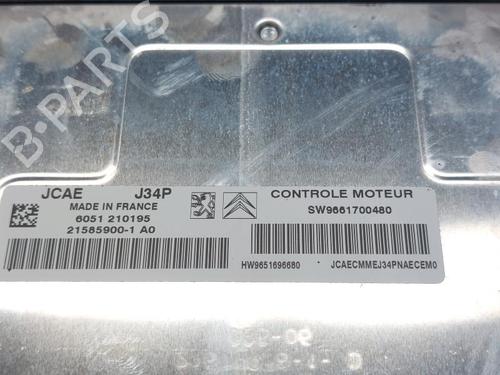 B-PARTS
JCAE J34P
MADE IN FRANCE
6051 210195
21585900-1 A0
CONTROLE MOTEUR
SW9661700480
HW9651696680 JCAECMMEJ34PNAECEM0